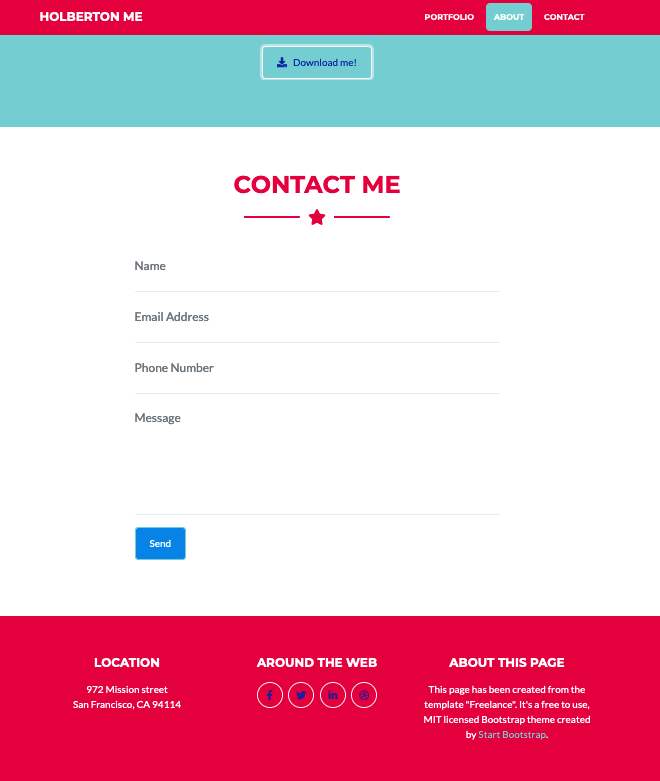 HOLBERTON ME
PORTFOLIO ABOUT CONTACT
Download me!
CONTACT ME
Name
Email Address
Phone Number
Message
Send
LOCATION
972 Mission street
San Francisco, CA 94114
AROUND THE WEB
ABOUT THIS PAGE
This page has been created from the
template "Freelance". It's a free to use,
MIT licensed Bootstrap theme created
by Start Bootstrap.